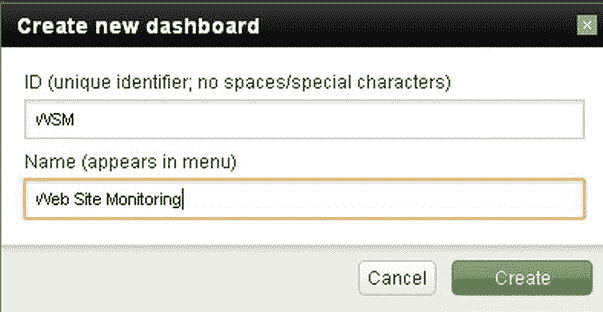 Create new dashboard
ID (unique identifier; no spaces/special characters)
WSM
Name (appears in menu)
Web Site Monitoring
Cancel
Create